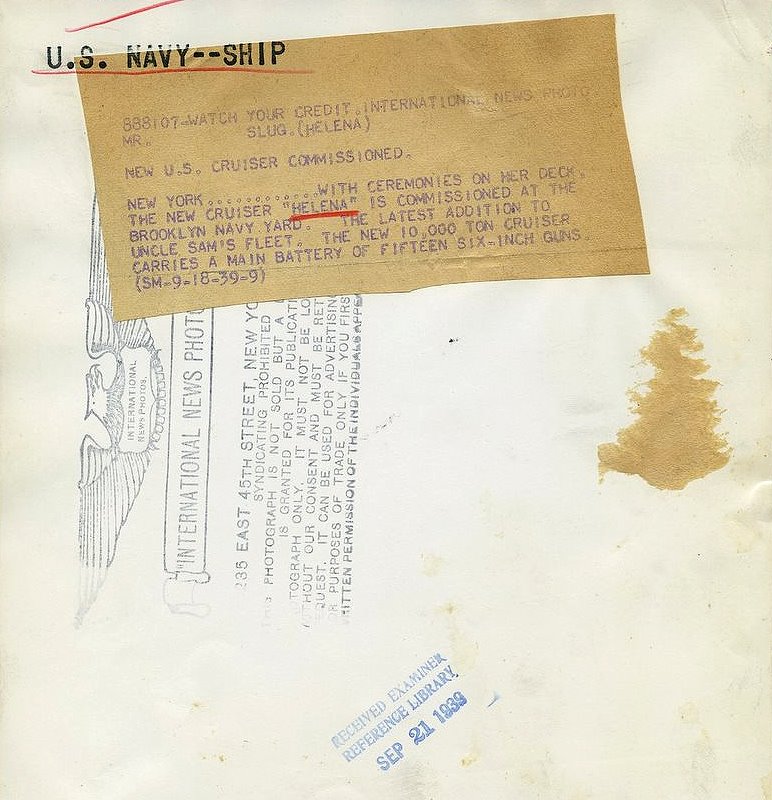 U.S. NAVY--SHIP
888107-WATCH YOUR CREDIT.INTERNATIONAL NEWS PHOTO
MR. SLUG.(HELENA)
NEW U.S. CRUISER COMMISSIONED.
NEW YORK............WITH CEREMONIES ON HER DECK,
THE NEW CRUISER "HELENA" IS COMMISSIONED AT THE
BROOKLYN NAVY YARD. THE LATEST ADDITION TO
UNCLE SAM'S FLEET. THE NEW 10,000 TON CRUISER
CARRIES A MAIN BATTERY OF FIFTEEN SIX-INCH GUNS.
(SM-9-18-39-9)
INTERNATIONAL
NEWS PHOTOS.
INTERNATIONAL NEWS PHOTO
235 EAST 45TH STREET, NEW YO
SYNDICATING PROHIBITED
PHOTOGRAPH IS NOT SOLD BUT A
IS GRANTED FOR ITS PUBLICATI
TOGRAPH ONLY. IT MUST NOT BE LO
THOUT OUR CONSENT AND MUST BE RET
QUEST. IT CAN BE USED FOR ADVERTISIN
R PURPOSES OF TRADE ONLY IF YOU FIRS
RITTEN PERMISSION OF THE INDIVIDUALS APPE
RECEIVED EXAMINER
REFERENCE LIBRARY
SEP 21 1939